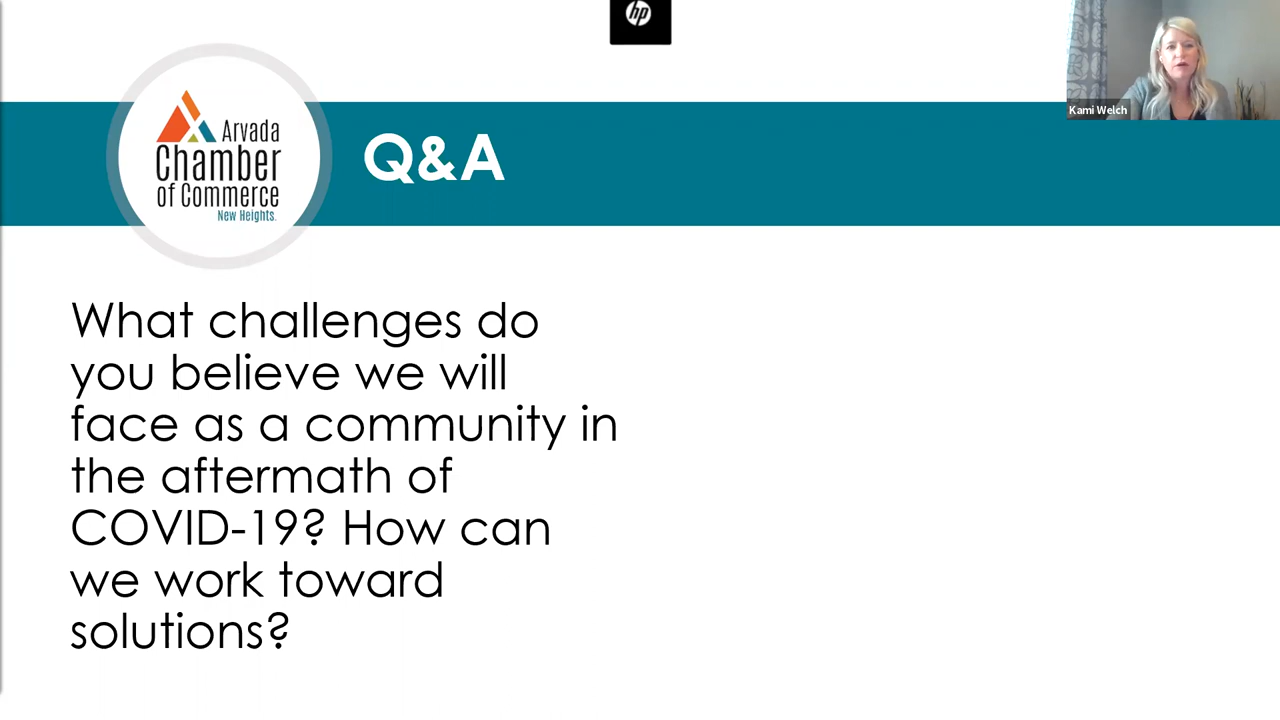 hp
Kami Welch
Arvada
Chamber
of Commerce
New Heights.
Q&A
What challenges do
you believe we will
face as a community in
the aftermath of
COVID-19? How can
we work toward
solutions?